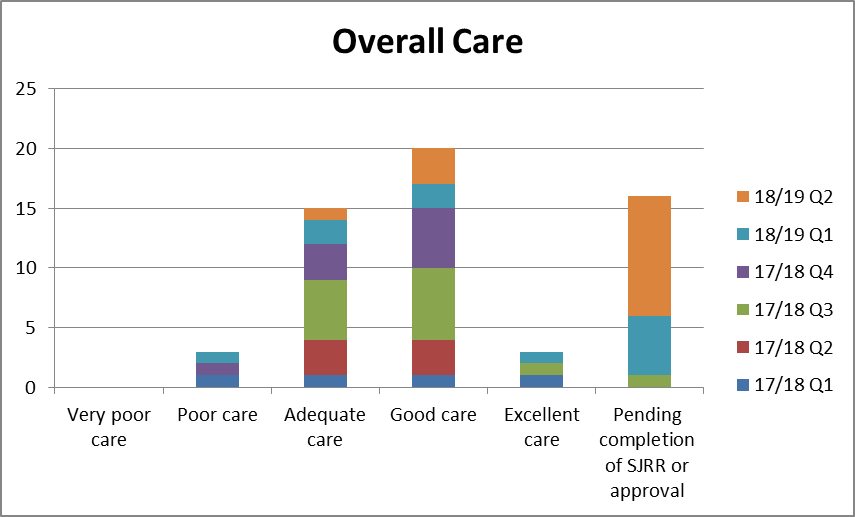 Overall Care
25
20
15
10
5
0
Very poor
care
Poor care
Adequate
care
Good care
Excellent
care
Pending
completion
of SJRR or
approval
18/19 Q2
18/19 Q1
17/18 Q4
17/18 Q3
17/18 Q2
17/18 Q1